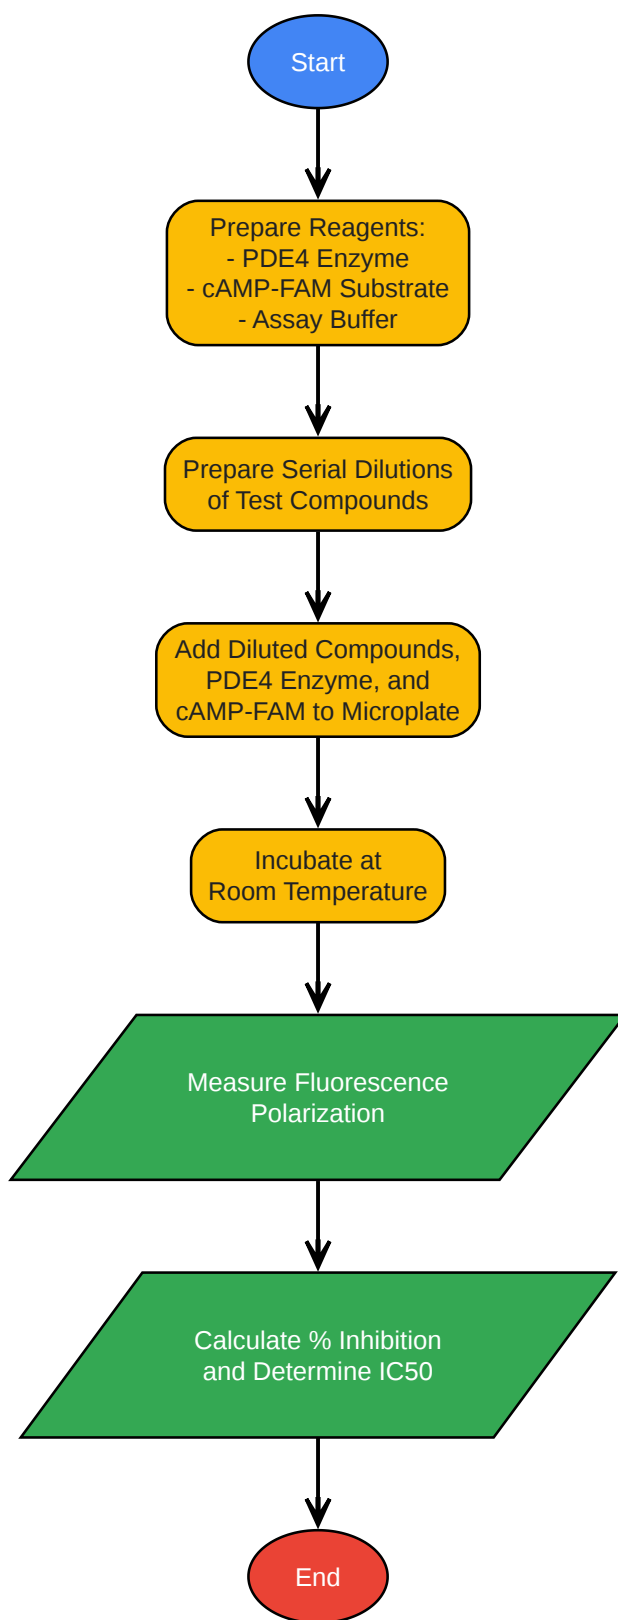 Start
Prepare Reagents:
- PDE4 Enzyme
- cAMP-FAM Substrate
- Assay Buffer
Prepare Serial Dilutions
of Test Compounds
Add Diluted Compounds,
PDE4 Enzyme, and
cAMP-FAM to Microplate
Incubate at
Room Temperature
Measure Fluorescence
Polarization
Calculate % Inhibition
and Determine IC50
End